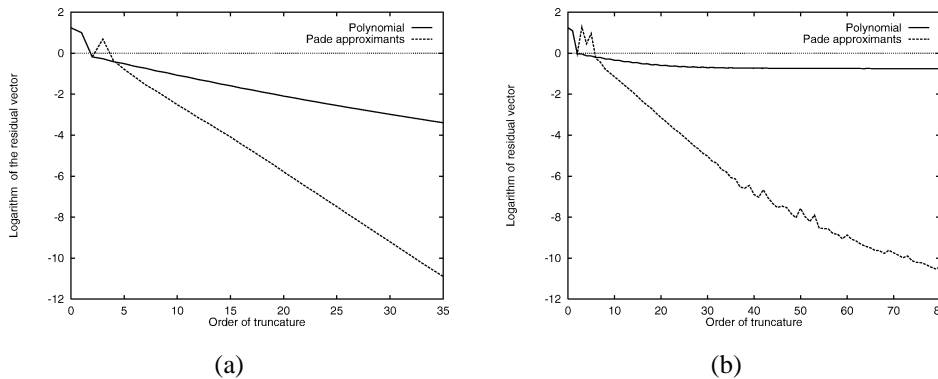 2
0
-2
-4
-6
-8
-10
-12
0 5 10 15 20 25 30 35
Logarithm of the residual vector
Order of truncature
Polynomial
Pade approximants
(a)
2
0
-2
-4
-6
-8
-10
-12
0 10 20 30 40 50 60 70 80
Logarithm of residual vector
Order of truncature
Polynomial
Pade approximants
(b)